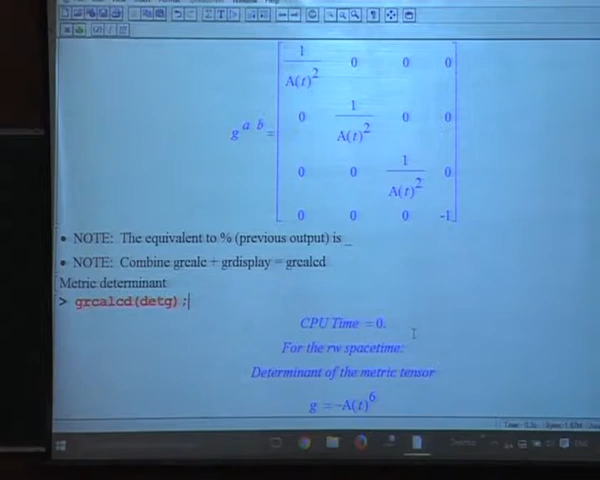 1
A(t)² 0 0 0
0 1
A(t)² 0 0
g a b =
0 0 1
A(t)² 0
0 0 0 -1
• NOTE: The equivalent to % (previous output) is _
• NOTE: Combine grcalc + grdisplay = grcalcd
Metric determinant
> grcalcd(detg);
CPU Time = 0.
For the rw spacetime:
Determinant of the metric tensor
g = -A(t)⁶